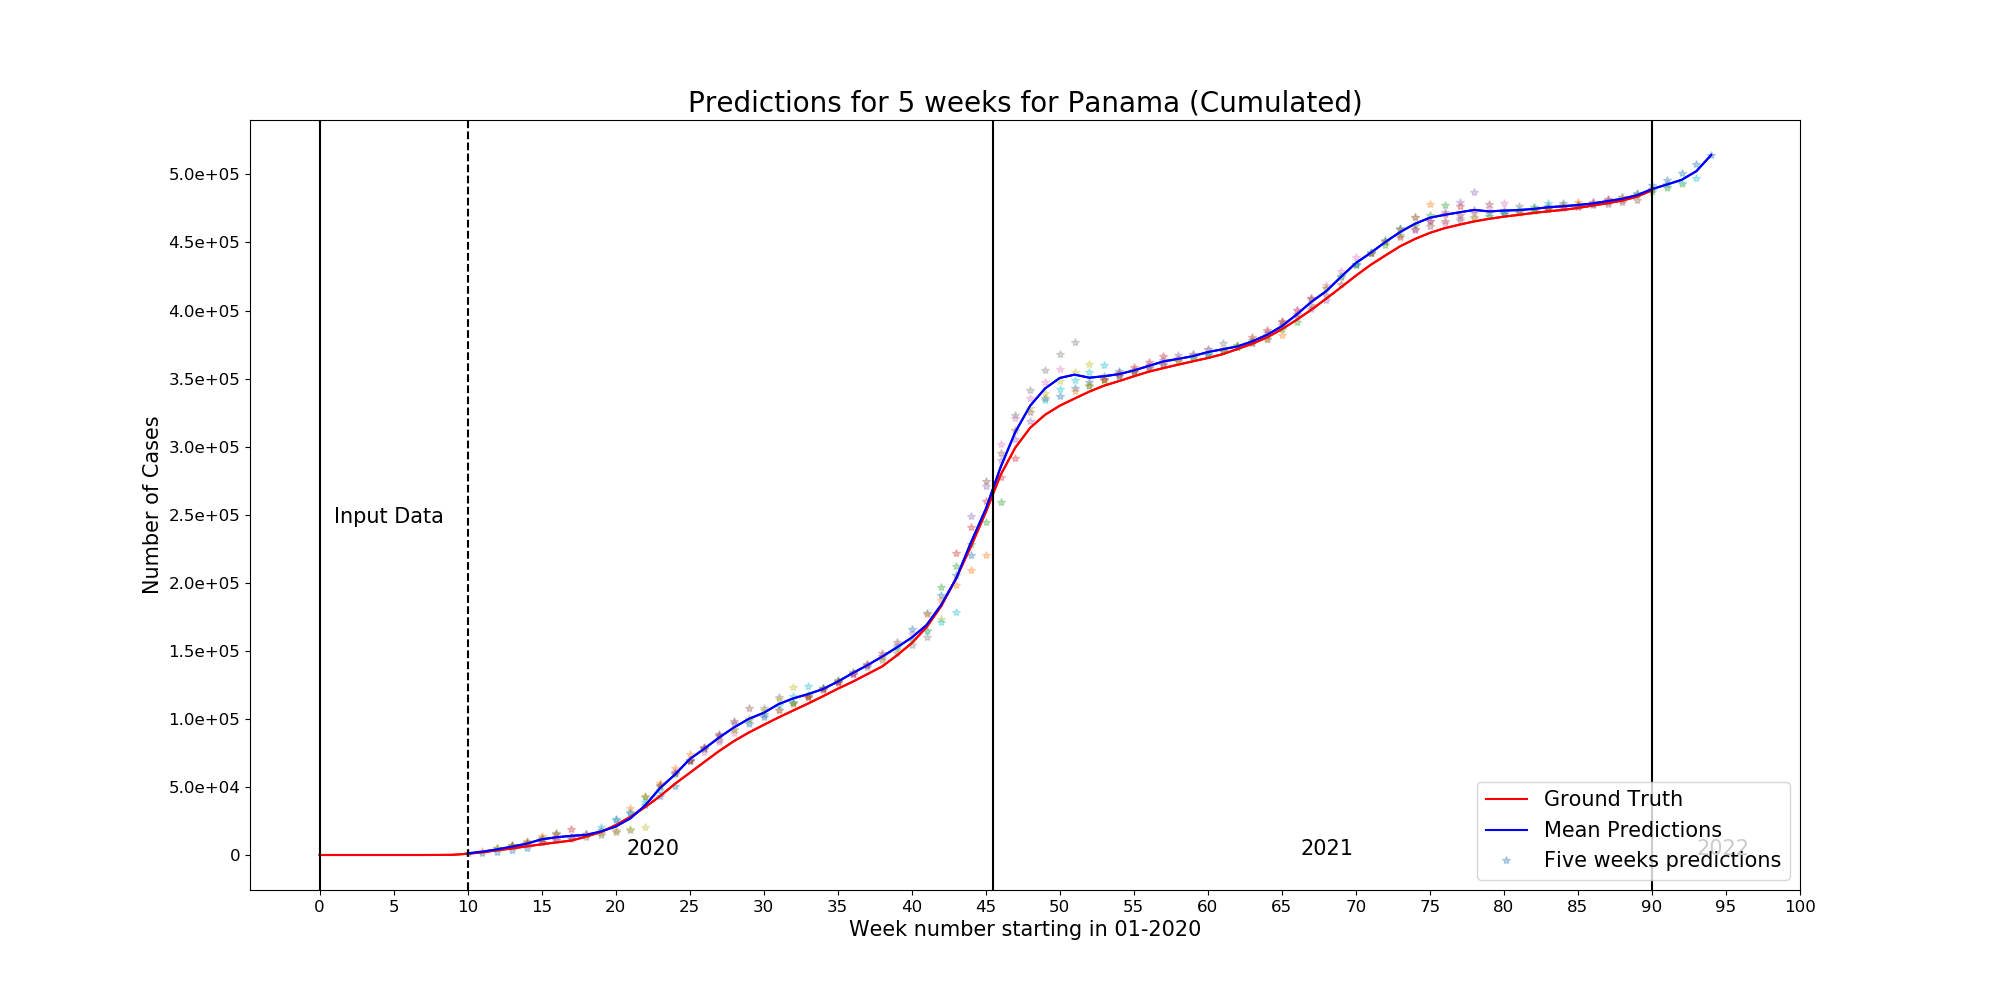 Predictions for 5 weeks for Panama (Cumulated)
Number of Cases
5.0e+05
4.5e+05
4.0e+05
3.5e+05
3.0e+05
2.5e+05
2.0e+05
1.5e+05
1.0e+05
5.0e+04
0
Input Data
2020
2021
2022
Ground Truth
Mean Predictions
Five weeks predictions
0 5 10 15 20 25 30 35 40 45 50 55 60 65 70 75 80 85 90 95 100
Week number starting in 01-2020